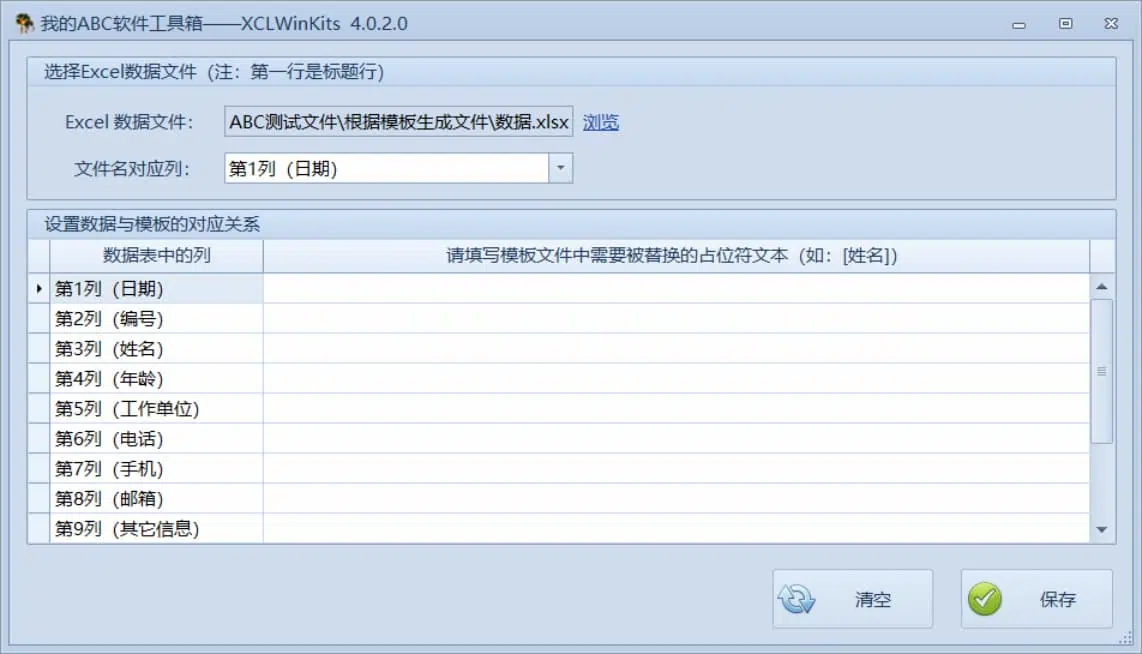 我的ABC软件工具箱——XCLWinKits 4.0.2.0
选择Excel数据文件（注：第一行是标题行）
Excel 数据文件： ABC测试文件\根据模板生成文件\数据.xlsx 浏览
文件名对应列： 第1列（日期）
设置数据与模板的对应关系
数据表中的列 请填写模板文件中需要被替换的占位符文本（如：[姓名]）
第1列（日期）
第2列（编号）
第3列（姓名）
第4列（年龄）
第5列（工作单位）
第6列（电话）
第7列（手机）
第8列（邮箱）
第9列（其它信息）
清空 保存